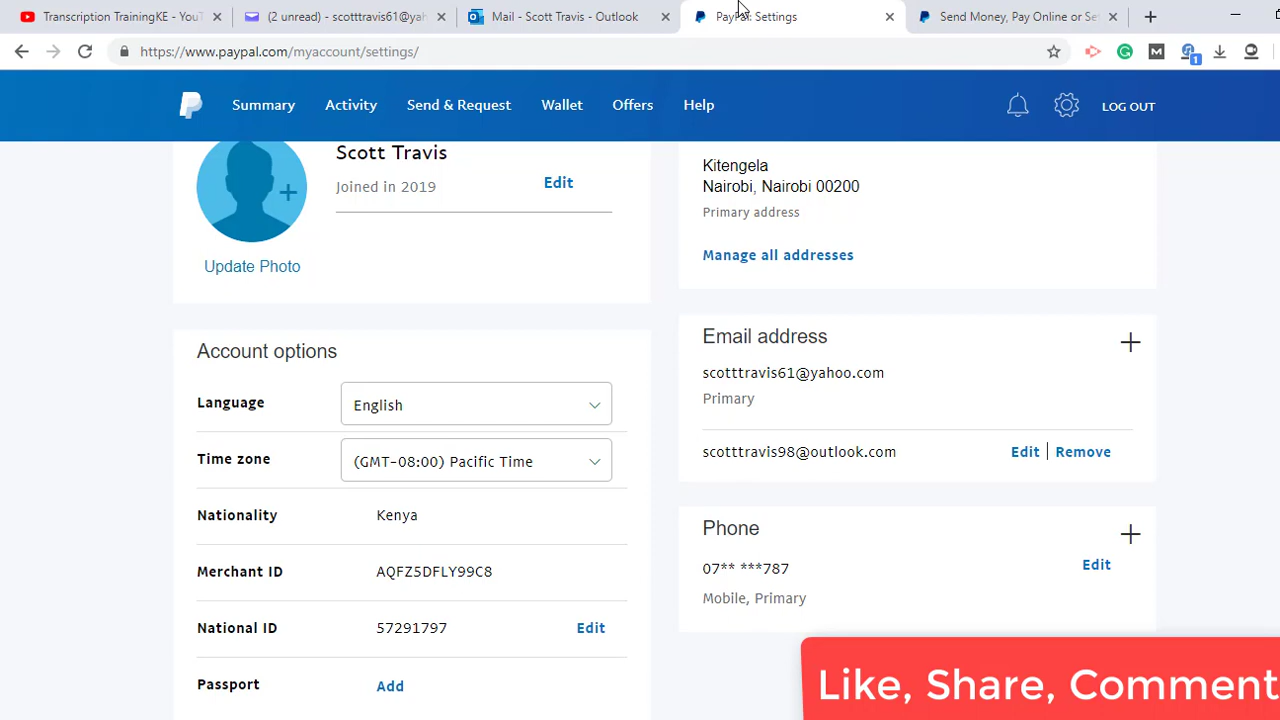 Transcription TrainingKE - YouT
(2 unread) - scotttravis61@yaho
Mail - Scott Travis - Outlook
PayPal: Settings
Send Money, Pay Online or Set
https://www.paypal.com/myaccount/settings/
1
Summary
Activity
Send & Request
Wallet
Offers
Help
LOG OUT
Scott Travis
Joined in 2019
Edit
Update Photo
Kitengela
Nairobi, Nairobi 00200
Primary address
Manage all addresses
Account options
Language
English
Time zone
(GMT-08:00) Pacific Time
Nationality
Kenya
Merchant ID
AQFZ5DFLY99C8
National ID
57291797
Edit
Passport
Add
Email address
scotttravis61@yahoo.com
Primary
scotttravis98@outlook.com
Edit | Remove
Phone
07** ***787
Edit
Mobile, Primary
Like, Share, Comment